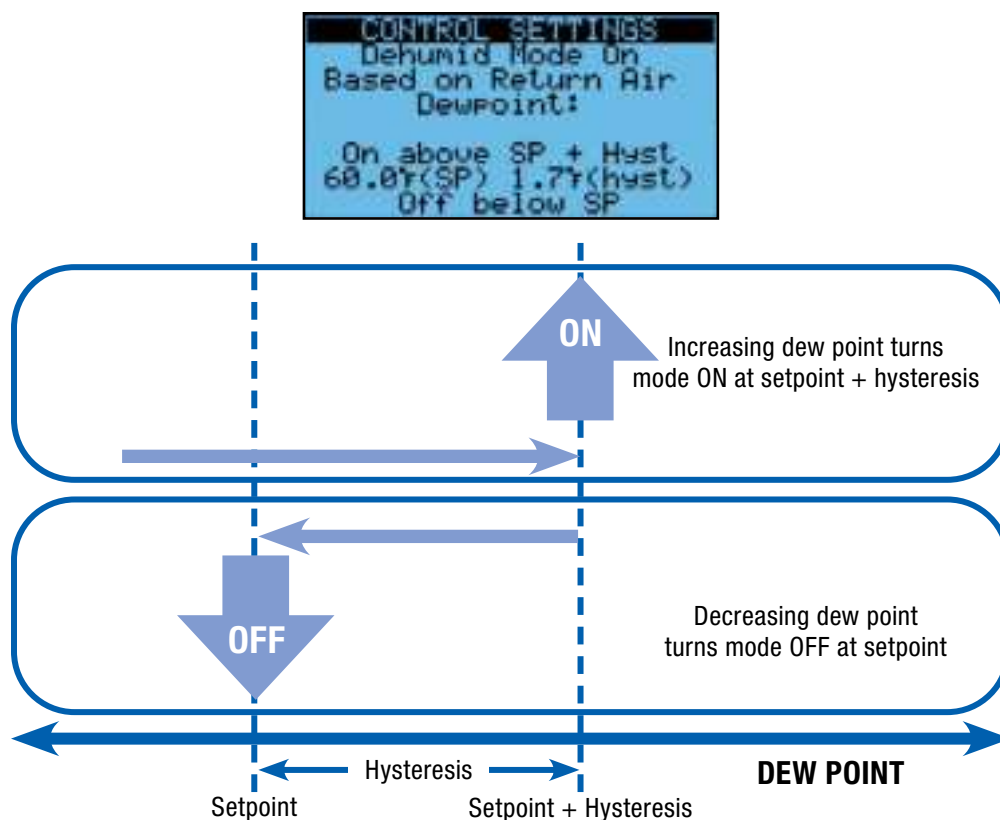 CONTROL SETTINGS
Dehumid Mode On
Based on Return Air
Dewpoint:
On above SP + Hyst
60.0°F(SP) 1.7°F(hyst)
Off below SP
ON
Increasing dew point turns
mode ON at setpoint + hysteresis
OFF
Decreasing dew point
turns mode OFF at setpoint
Hysteresis
DEW POINT
Setpoint
Setpoint + Hysteresis